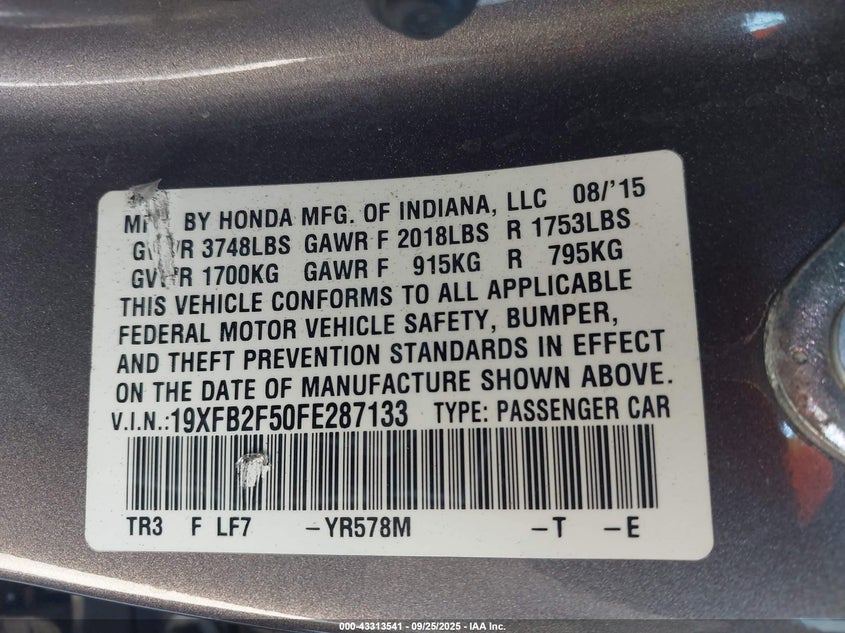 BY HONDA MFG. OF INDIANA, LLC 08/'15
3748LBS GAWR F 2018LBS R 1753LBS
1700KG GAWR F 915KG R 795KG
THIS VEHICLE CONFORMS TO ALL APPLICABLE
FEDERAL MOTOR VEHICLE SAFETY, BUMPER,
AND THEFT PREVENTION STANDARDS IN EFFECT
ON THE DATE OF MANUFACTURE SHOWN ABOVE.
V.I.N.:19XFB2F50FE287133 TYPE: PASSENGER CAR
TR3 F LF7 –YR578M –T –E
000-43313541 / 09/25/2025 - IAA Inc.